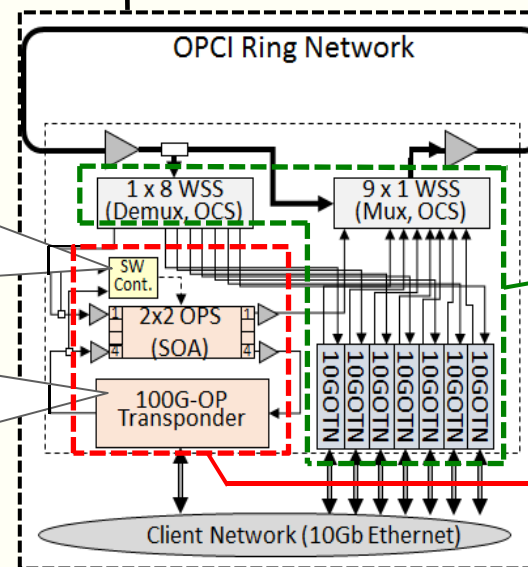 OPCI Ring Network
1 x 8 WSS
(Demux, OCS)
9 x 1 WSS
(Mux, OCS)
SW
Cont.
1
2x2 OPS
1
4
(SOA)
4
100G-OP
Transponder
10GOTN
10GOTN
10GOTN
10GOTN
10GOTN
10GOTN
10GOTN
Client Network (10Gb Ethernet)